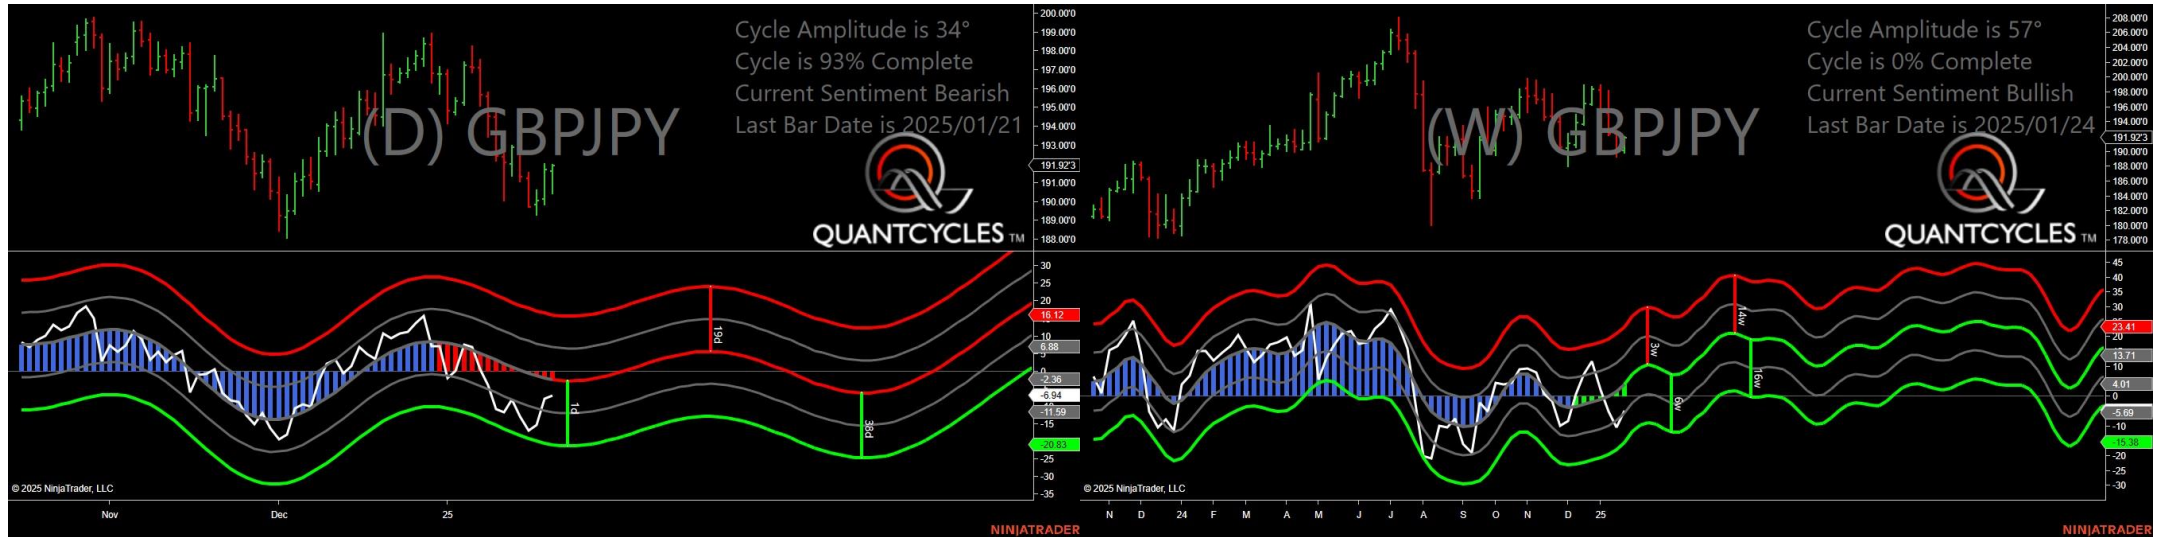 Cycle Amplitude is 34°
Cycle is 93% Complete
Current Sentiment Bearish
Last Bar Date is 2025/01/21
(D) GBPJPY
QUANTCYCLES TM
200.00'0
199.00'0
198.00'0
197.00'0
196.00'0
195.00'0
194.00'0
193.00'0
191.92'3
191.00'0
190.00'0
189.00'0
188.00'0
30
25
20
16.12
10
6.88
0
-2.36
-6.94
-11.59
-15
-20.83
-25
-30
-35
1d
19d
38d
© 2025 NinjaTrader, LLC
Nov
Dec
25
NINJATRADER
Cycle Amplitude is 57°
Cycle is 0% Complete
Current Sentiment Bullish
Last Bar Date is 2025/01/24
(W) GBPJPY
QUANTCYCLES TM
208.00'0
206.00'0
204.00'0
202.00'0
200.00'0
198.00'0
196.00'0
194.00'0
191.92'3
190.00'0
188.00'0
186.00'0
184.00'0
182.00'0
180.00'0
178.00'0
45
40
35
30
23.41
13.71
10
4.01
0
-5.69
-10
-15.38
-20
-25
-30
3w
6w
14w
16w
© 2025 NinjaTrader, LLC
N D 24 F M A M J J A S O N D 25
NINJATRADER